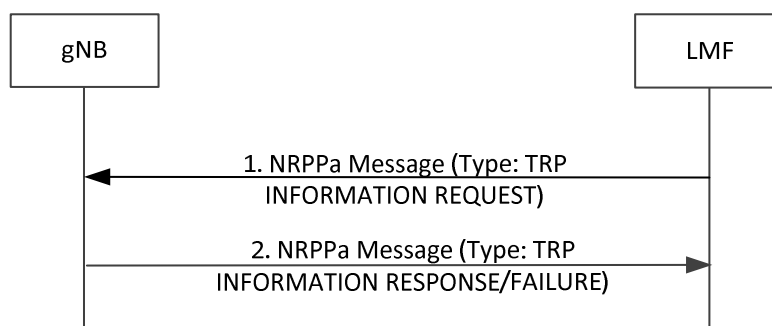 gNB
LMF
1. NRPPa Message (Type: TRP
INFORMATION REQUEST)
2. NRPPa Message (Type: TRP
INFORMATION RESPONSE/FAILURE)